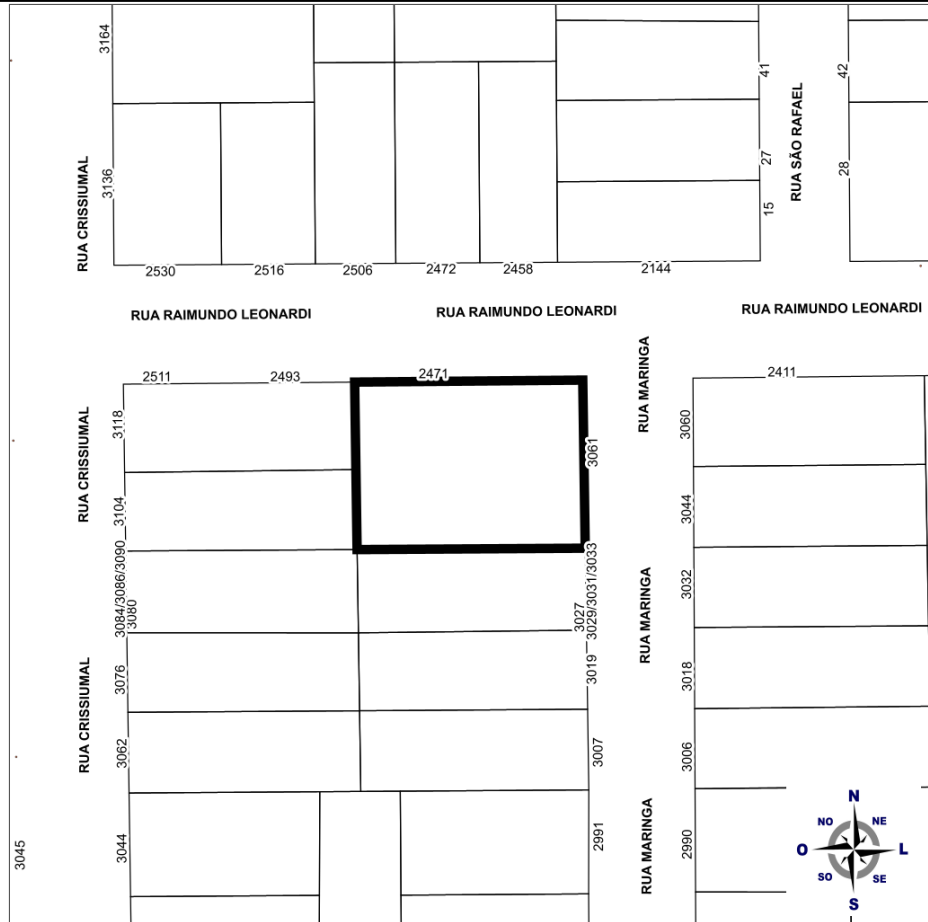 3164
41
42
RUA SÃO RAFAEL
27
28
3136
RUA CRISSIUMAL
15
2530
2516
2506
2472
2458
2144
RUA RAIMUNDO LEONARDI
RUA RAIMUNDO LEONARDI
RUA RAIMUNDO LEONARDI
2511
2493
2471
2411
RUA MARINGA
3118
3060
RUA CRISSIUMAL
3061
3104
3044
3084/3086/3090
3080
3027
3029/3031/3033
3032
RUA MARINGA
3076
3019
3018
RUA CRISSIUMAL
3062
3007
3006
N
NO
NE
O
L
SO
SE
S
3045
3044
2991
RUA MARINGA
2990